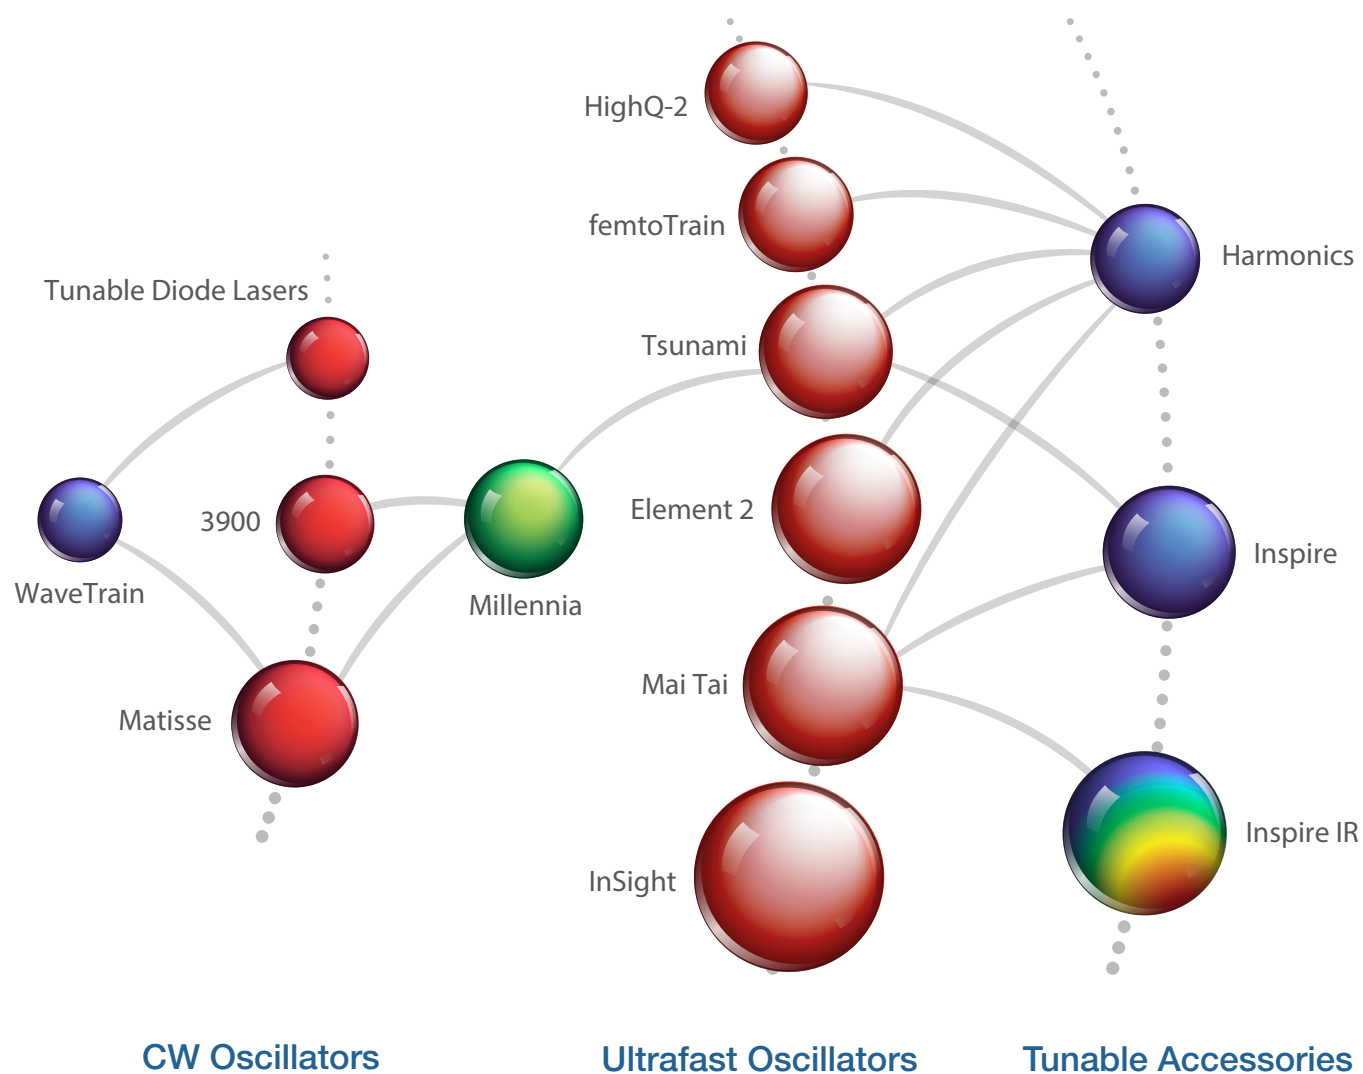 HighQ-2
femtoTrain
Harmonics
Tunable Diode Lasers
Tsunami
3900
Element 2
Inspire
WaveTrain
Millennia
Mai Tai
Matisse
Inspire IR
InSight
CW Oscillators
Ultrafast Oscillators
Tunable Accessories